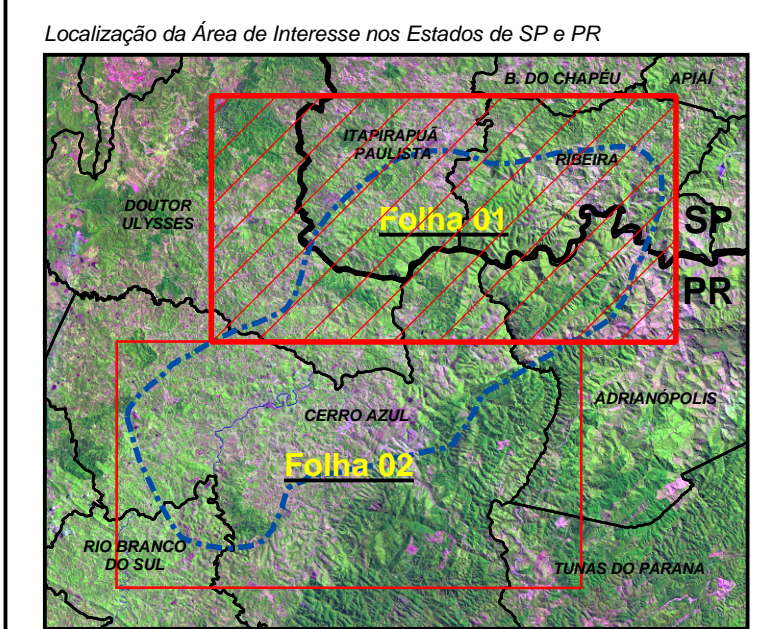 Localização da Área de Interesse nos Estados de SP e PR
B. DO CHAPÉU
APIAÍ
ITAPIRAPUÃ
PAULISTA
RIBEIRA
DOUTOR
ULYSSES
Folha 01
SP
PR
ADRIANÓPOLIS
CERRO AZUL
Folha 02
RIO BRANCO
DO SUL
TUNAS DO PARANA